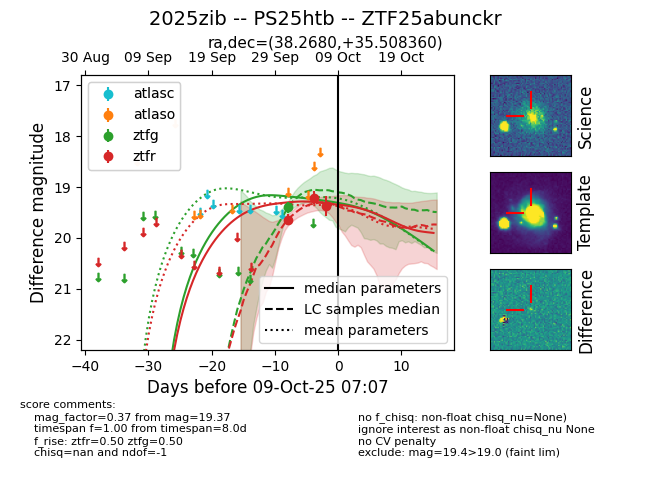 2025zib -- PS25htb -- ZTF25abunckr
ra,dec=(38.2680,+35.508360)
30 Aug 09 Sep 19 Sep 29 Sep 09 Oct 19 Oct
17
18
19
20
21
22
Difference magnitude
atlasc
atlaso
ztfg
ztfr
median parameters
LC samples median
mean parameters
−40 −30 −20 −10 0 10
Days before 09-Oct-25 07:07
Science
Template
Difference
score comments:
mag_factor=0.37 from mag=19.37
timespan f=1.00 from timespan=8.0d
f_rise: ztfr=0.50 ztfg=0.50
chisq=nan and ndof=-1
no f_chisq: non-float chisq_nu=None)
ignore interest as non-float chisq_nu None
no CV penalty
exclude: mag=19.4>19.0 (faint lim)